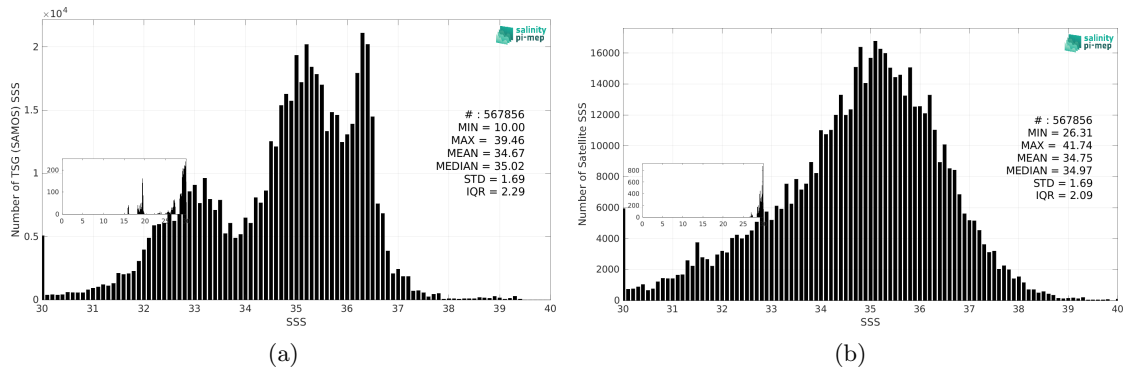 ×10⁴
salinity
pi-mep
2
1.5
1
0.5
0
Number of TSG (SAMOS) SSS
# : 567856
MIN = 10.00
MAX = 39.46
MEAN = 34.67
MEDIAN = 35.02
STD = 1.69
IQR = 2.29
200
100
0
0 5 10 15 20 25
30 31 32 33 34 35 36 37 38 39 40
SSS
(a)
salinity
pi-mep
16000
14000
12000
10000
8000
6000
4000
2000
0
Number of Satellite SSS
# : 567856
MIN = 26.31
MAX = 41.74
MEAN = 34.75
MEDIAN = 34.97
STD = 1.69
IQR = 2.09
800
600
400
200
0
0 5 10 15 20 25
30 31 32 33 34 35 36 37 38 39 40
SSS
(b)